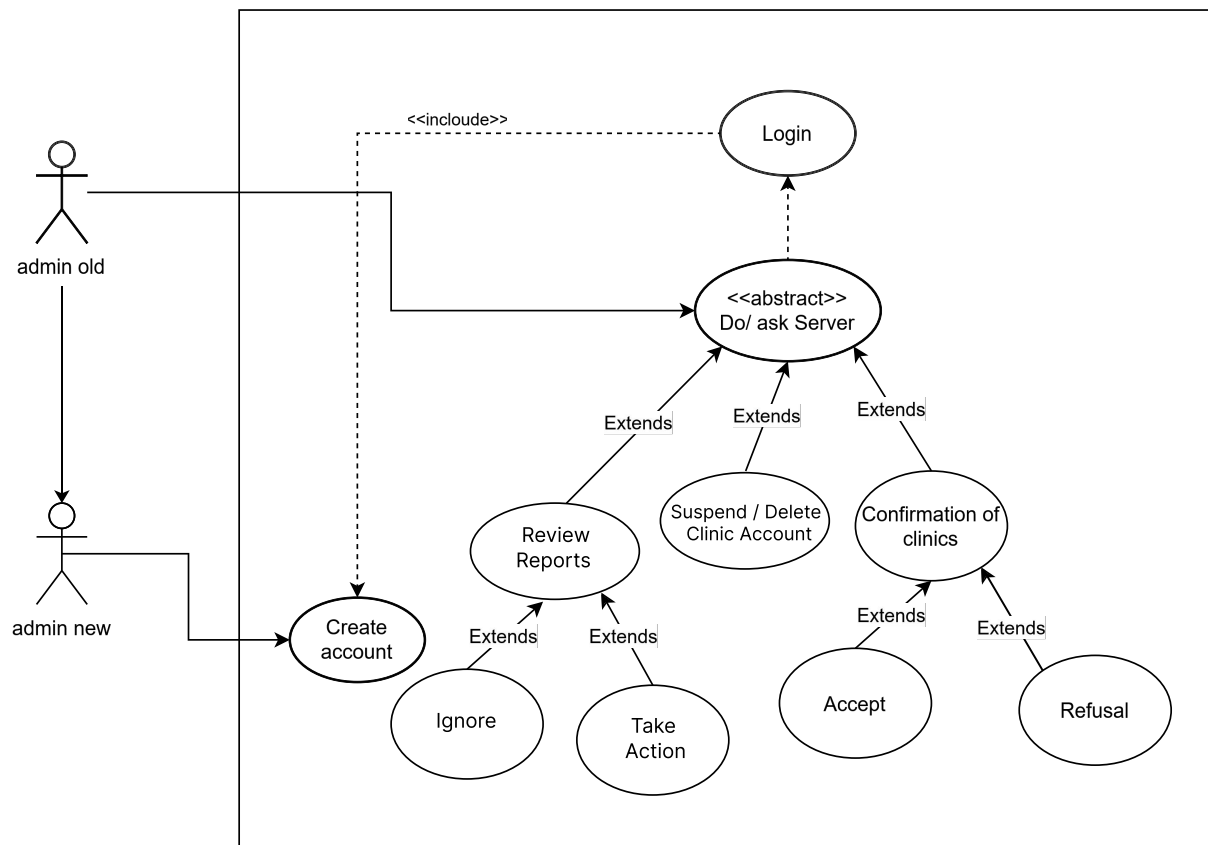 <<incloude>>
Login
admin old
<<abstract>>
Do/ ask Server
Extends
Extends
Extends
Review
Reports
Suspend / Delete
Clinic Account
Confirmation of
clinics
admin new
Create
account
Extends
Extends
Extends
Extends
Ignore
Take
Action
Accept
Refusal